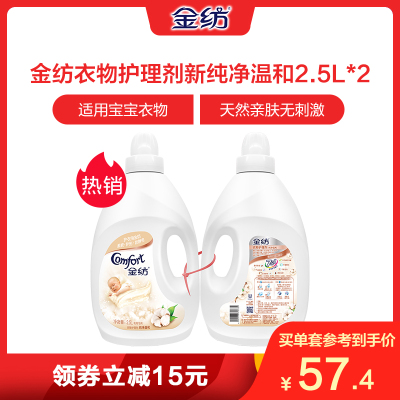 金纺
金纺衣物护理剂新纯净温和2.5L*2
适用宝宝衣物
天然亲肤无刺激
热销
Comfort
金纺
金纺
领券立减15元
买单套参考到手价
￥57.4